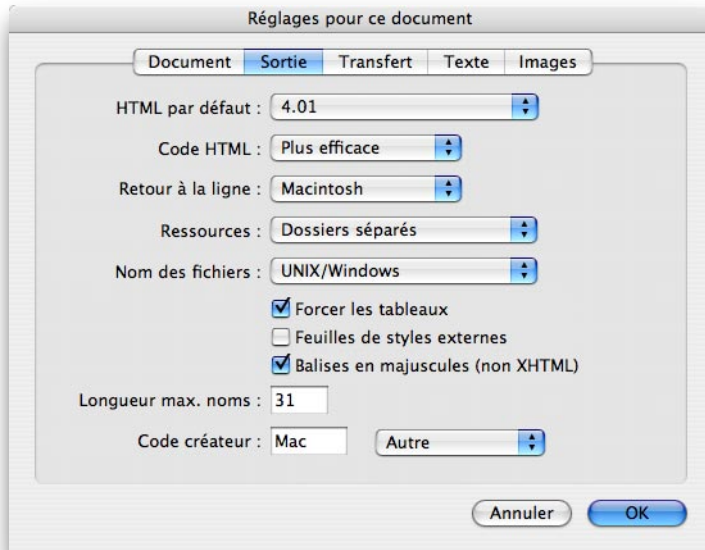 Réglages pour ce document
Document Sortie Transfert Texte Images
HTML par défaut : 4.01
Code HTML : Plus efficace
Retour à la ligne : Macintosh
Ressources : Dossiers séparés
Nom des fichiers : UNIX/Windows
Forcer les tableaux
Feuilles de styles externes
Balises en majuscules (non XHTML)
Longueur max. noms : 31
Code créateur : Mac Autre
Annuler OK